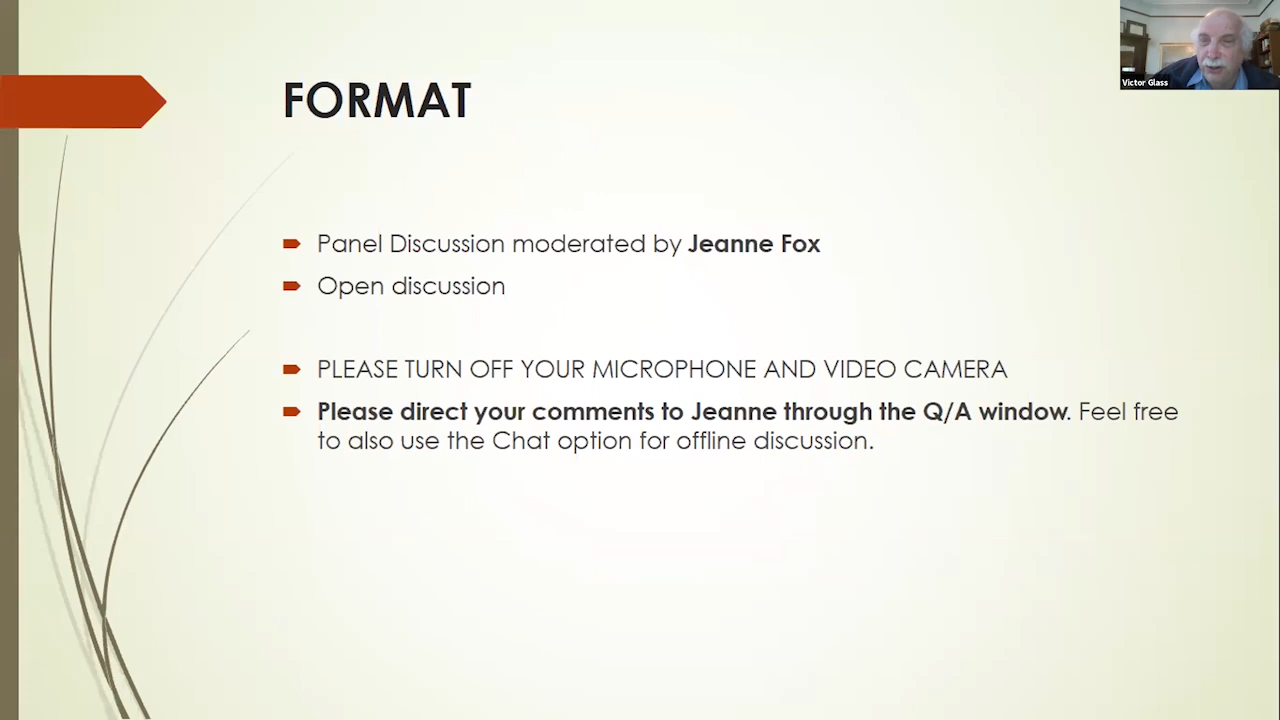 Victor Glass
FORMAT
Panel Discussion moderated by Jeanne Fox
Open discussion
PLEASE TURN OFF YOUR MICROPHONE AND VIDEO CAMERA
Please direct your comments to Jeanne through the Q/A window. Feel free
to also use the Chat option for offline discussion.